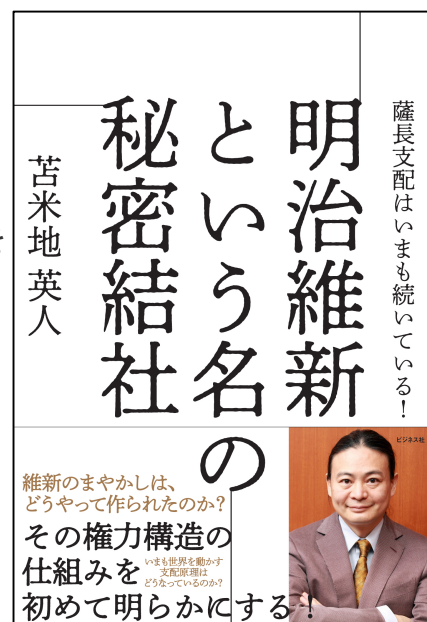 薩長支配はいまも続いている！
明治維新
という名の
秘密結社
苫米地英人
ビジネス社
維新のまやかしは、
どうやって作られたのか？
その権力構造の
仕組みを
いまも世界を動かす
支配原理は
どうなっているのか？
初めて明らかにする！